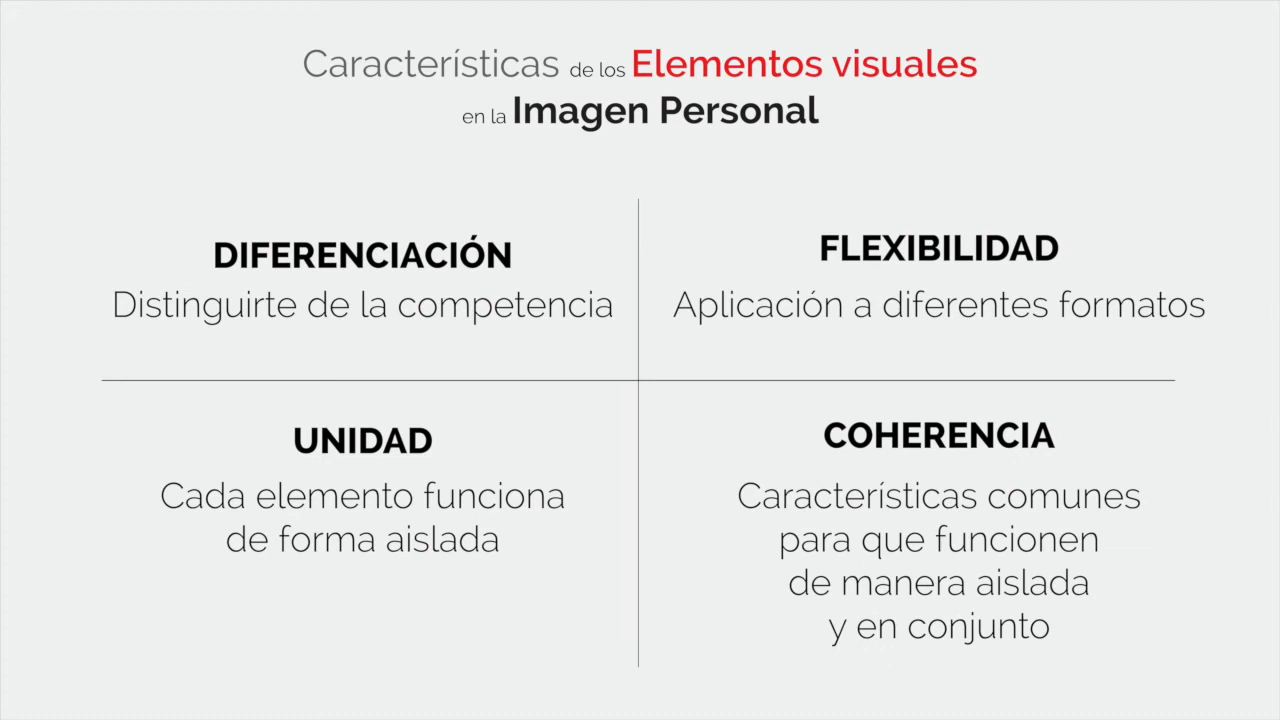 Características de los Elementos visuales
en la Imagen Personal
DIFERENCIACIÓN
Distinguirte de la competencia
FLEXIBILIDAD
Aplicación a diferentes formatos
UNIDAD
Cada elemento funciona
de forma aislada
COHERENCIA
Características comunes
para que funcionen
de manera aislada
y en conjunto